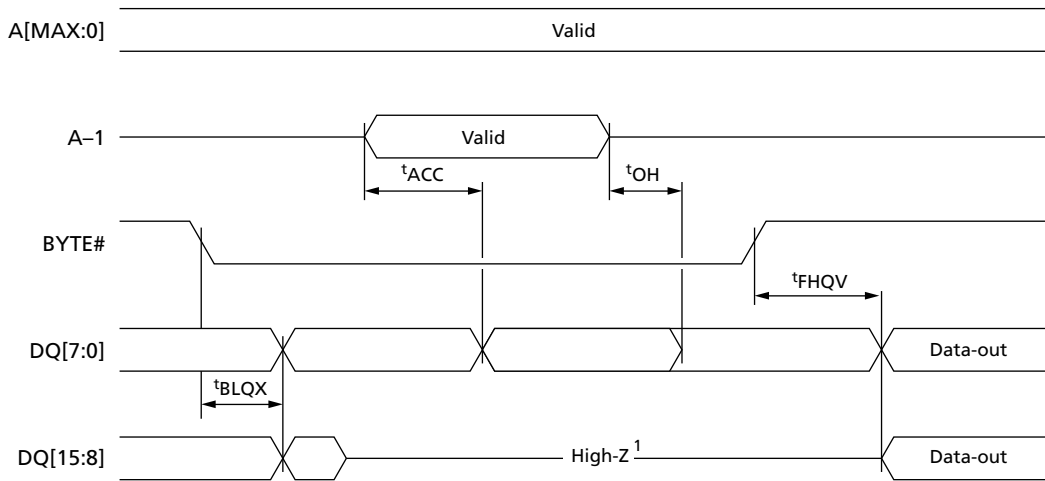 A[MAX:0] Valid
A–1 Valid
tACC tOH
BYTE#
tFHQV
DQ[7:0] Data-out
tBLQX
DQ[15:8] High-Z 1 Data-out